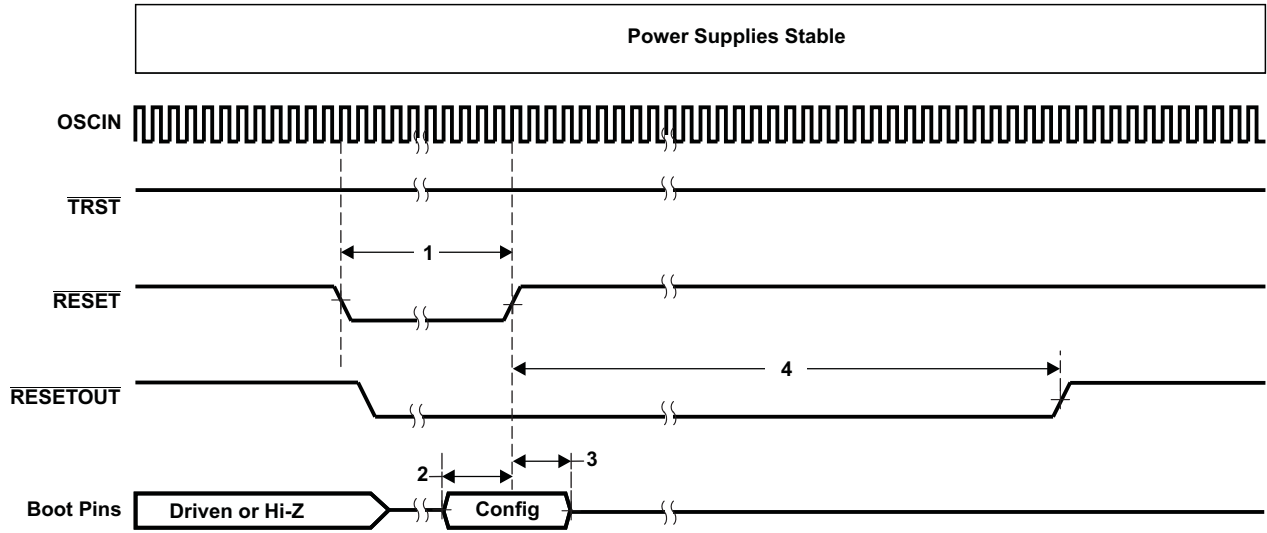 Power Supplies Stable
OSCIN
TRST
1
RESET
4
RESETOUT
2
3
Boot Pins
Driven or Hi-Z
Config